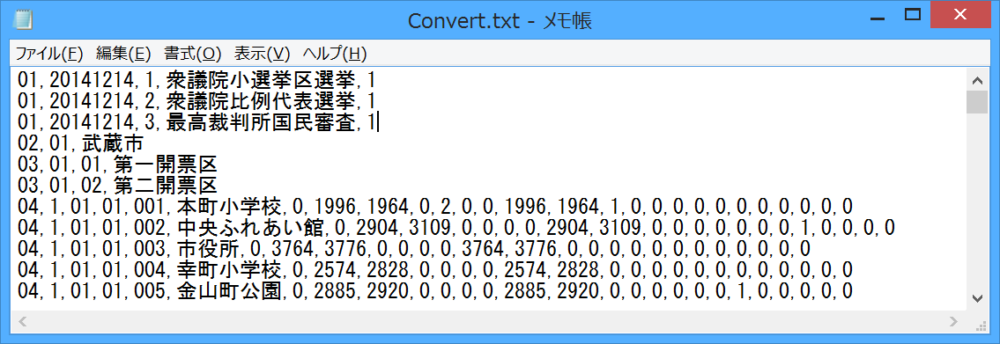 Convert.txt - メモ帳
ファイル(F) 編集(E) 書式(O) 表示(V) ヘルプ(H)
01,20141214,1,衆議院小選挙区選挙,1
01,20141214,2,衆議院比例代表選挙,1
01,20141214,3,最高裁判所国民審査,1
02,01,武蔵市
03,01,01,第一開票区
03,01,02,第二開票区
04,1,01,01,001,本町小学校,0,1996,1964,0,2,0,0,1996,1964,1,0,0,0,0,0,0,0,0,0,0,0
04,1,01,01,002,中央ふれあい館,0,2904,3109,0,0,0,0,2904,3109,0,0,0,0,0,0,0,0,1,0,0,0,0
04,1,01,01,003,市役所,0,3764,3776,0,0,0,0,3764,3776,0,0,0,0,0,0,0,0,0,0,0,0
04,1,01,01,004,幸町小学校,0,2574,2828,0,0,0,0,2574,2828,0,0,0,0,0,0,0,0,0,0,0,0
04,1,01,01,005,金山町公園,0,2885,2920,0,0,0,0,2885,2920,0,0,0,0,0,0,1,0,0,0,0,0